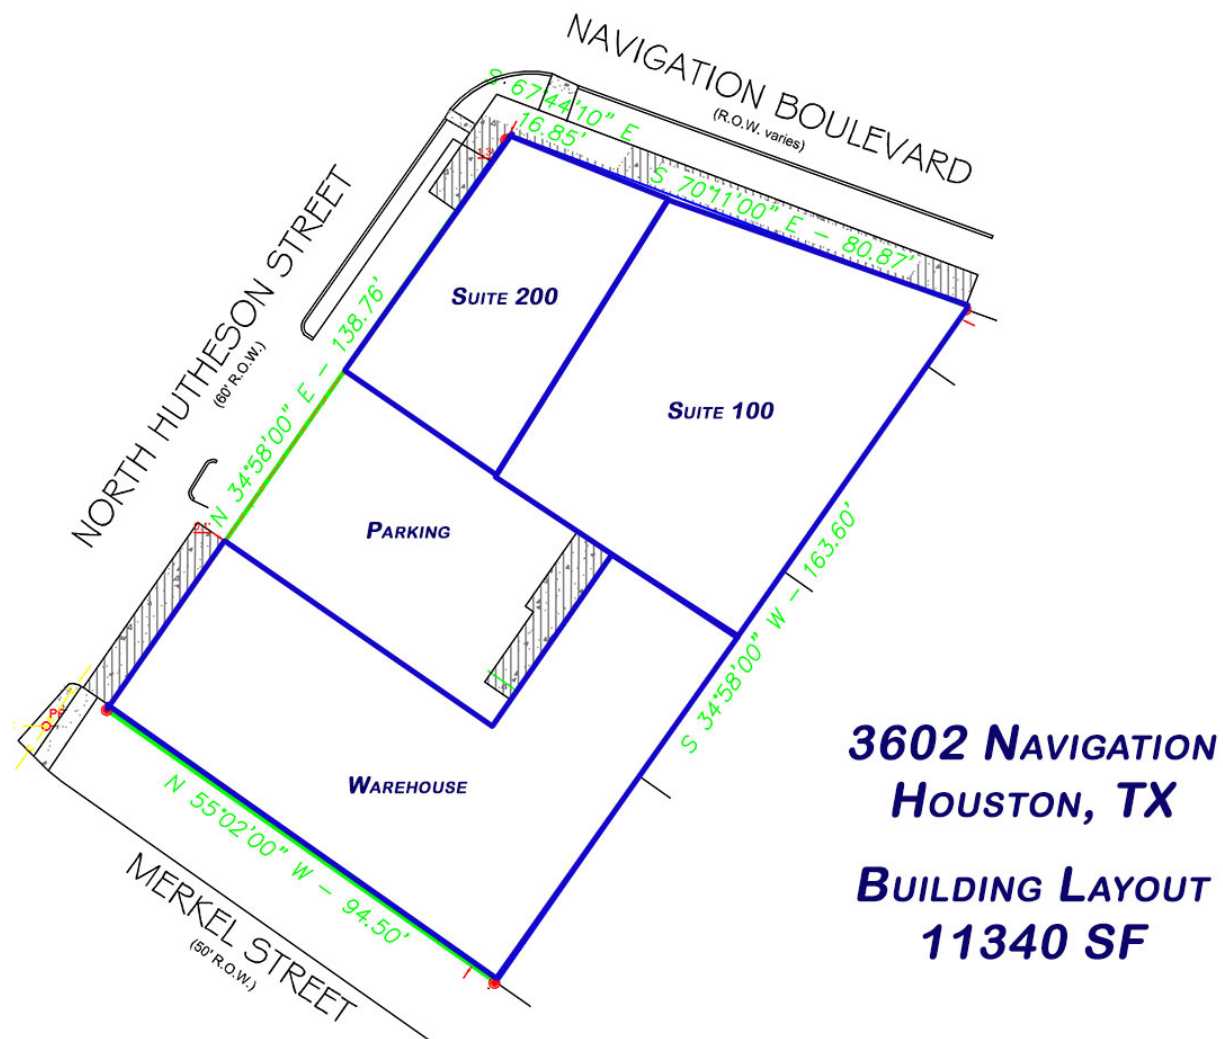 NAVIGATION BOULEVARD
(R.O.W. varies)
S 67°44'10" E
16.85'
S 70°11'00" E – 80.87'
NORTH HUTHESON STREET
(60' R.O.W.)
N 34°58'00" E – 138.76'
SUITE 200
SUITE 100
PARKING
S 34°58'00" W – 163.60'
WAREHOUSE
N 55°02'00" W – 94.50'
MERKEL STREET
(50' R.O.W.)
PP
3602 NAVIGATION
HOUSTON, TX
BUILDING LAYOUT
11340 SF